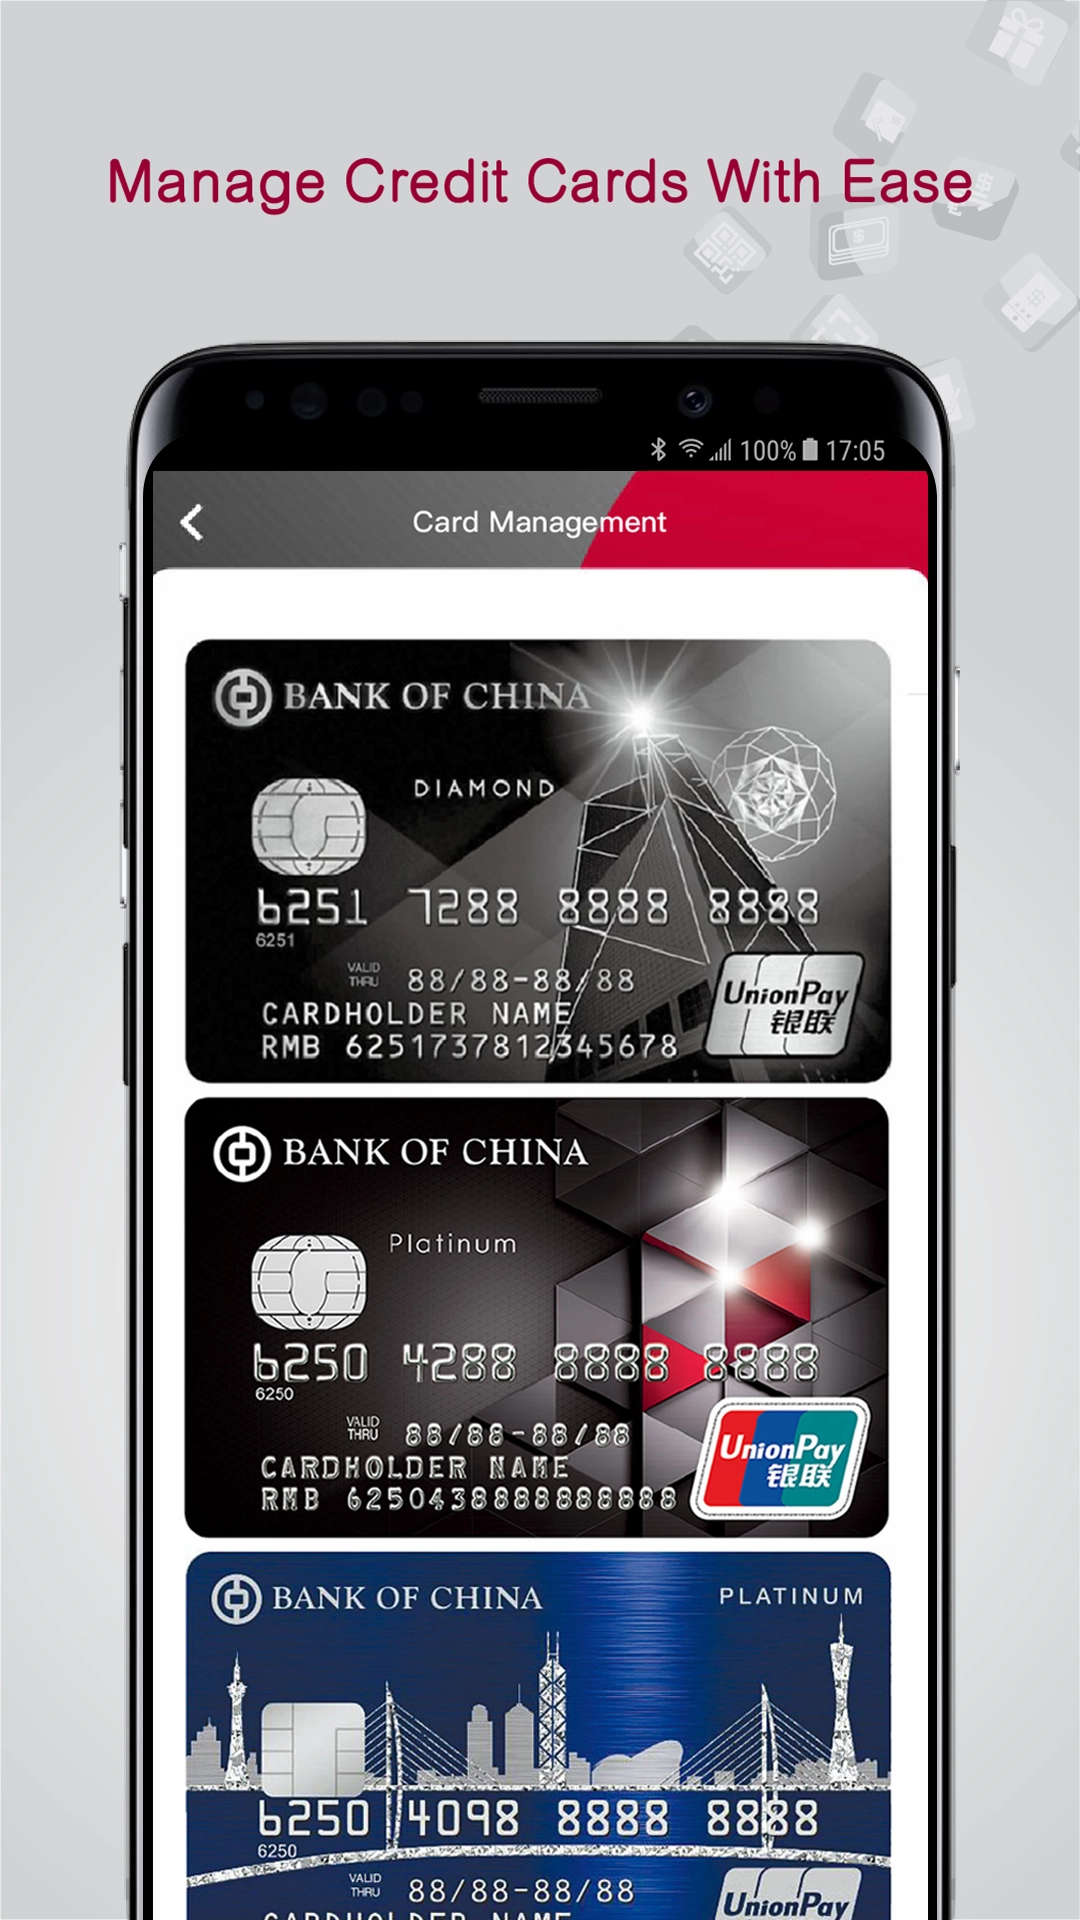 Manage Credit Cards With Ease
100% 17:05
Card Management
BANK OF CHINA
DIAMOND
6251 7288 8888 8888
6251
VALID THRU 88/88-88/88
CARDHOLDER NAME
RMB 6251737812345678
UnionPay
银联
BANK OF CHINA
Platinum
6250 4288 8888 8888
6250
VALID THRU 88/88-88/88
CARDHOLDER NAME
RMB 6250438888888888
UnionPay
银联
BANK OF CHINA PLATINUM
6250 4098 8888 8888
6250
VALID THRU 88/88-88/88
CARDHOLDER NAME
UnionPay